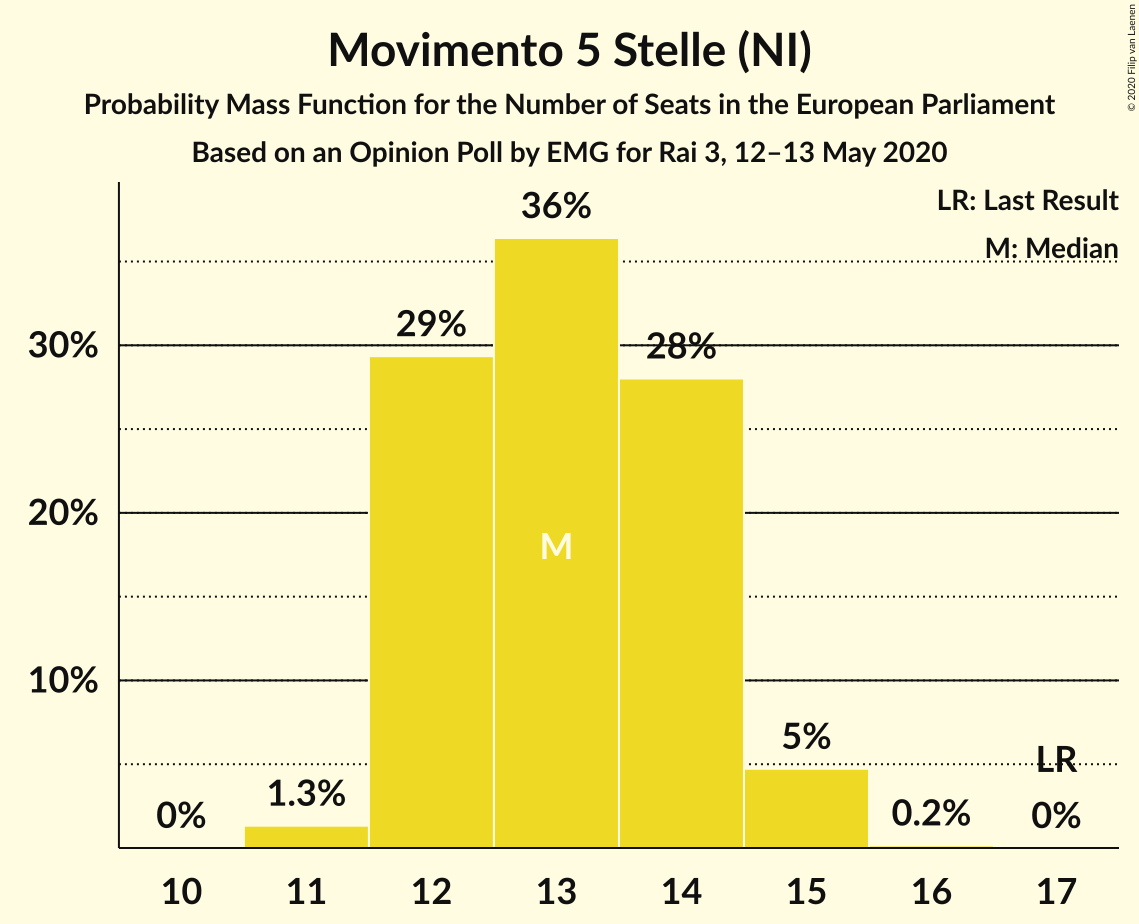 Movimento 5 Stelle (NI)
Probability Mass Function for the Number of Seats in the European Parliament
Based on an Opinion Poll by EMG for Rai 3, 12–13 May 2020
© 2020 Filip van Laenen
LR: Last Result
M: Median
36%
29%
28%
30%
M
20%
10%
5%
LR
1.3%
0%
0.2%
0%
10 11 12 13 14 15 16 17